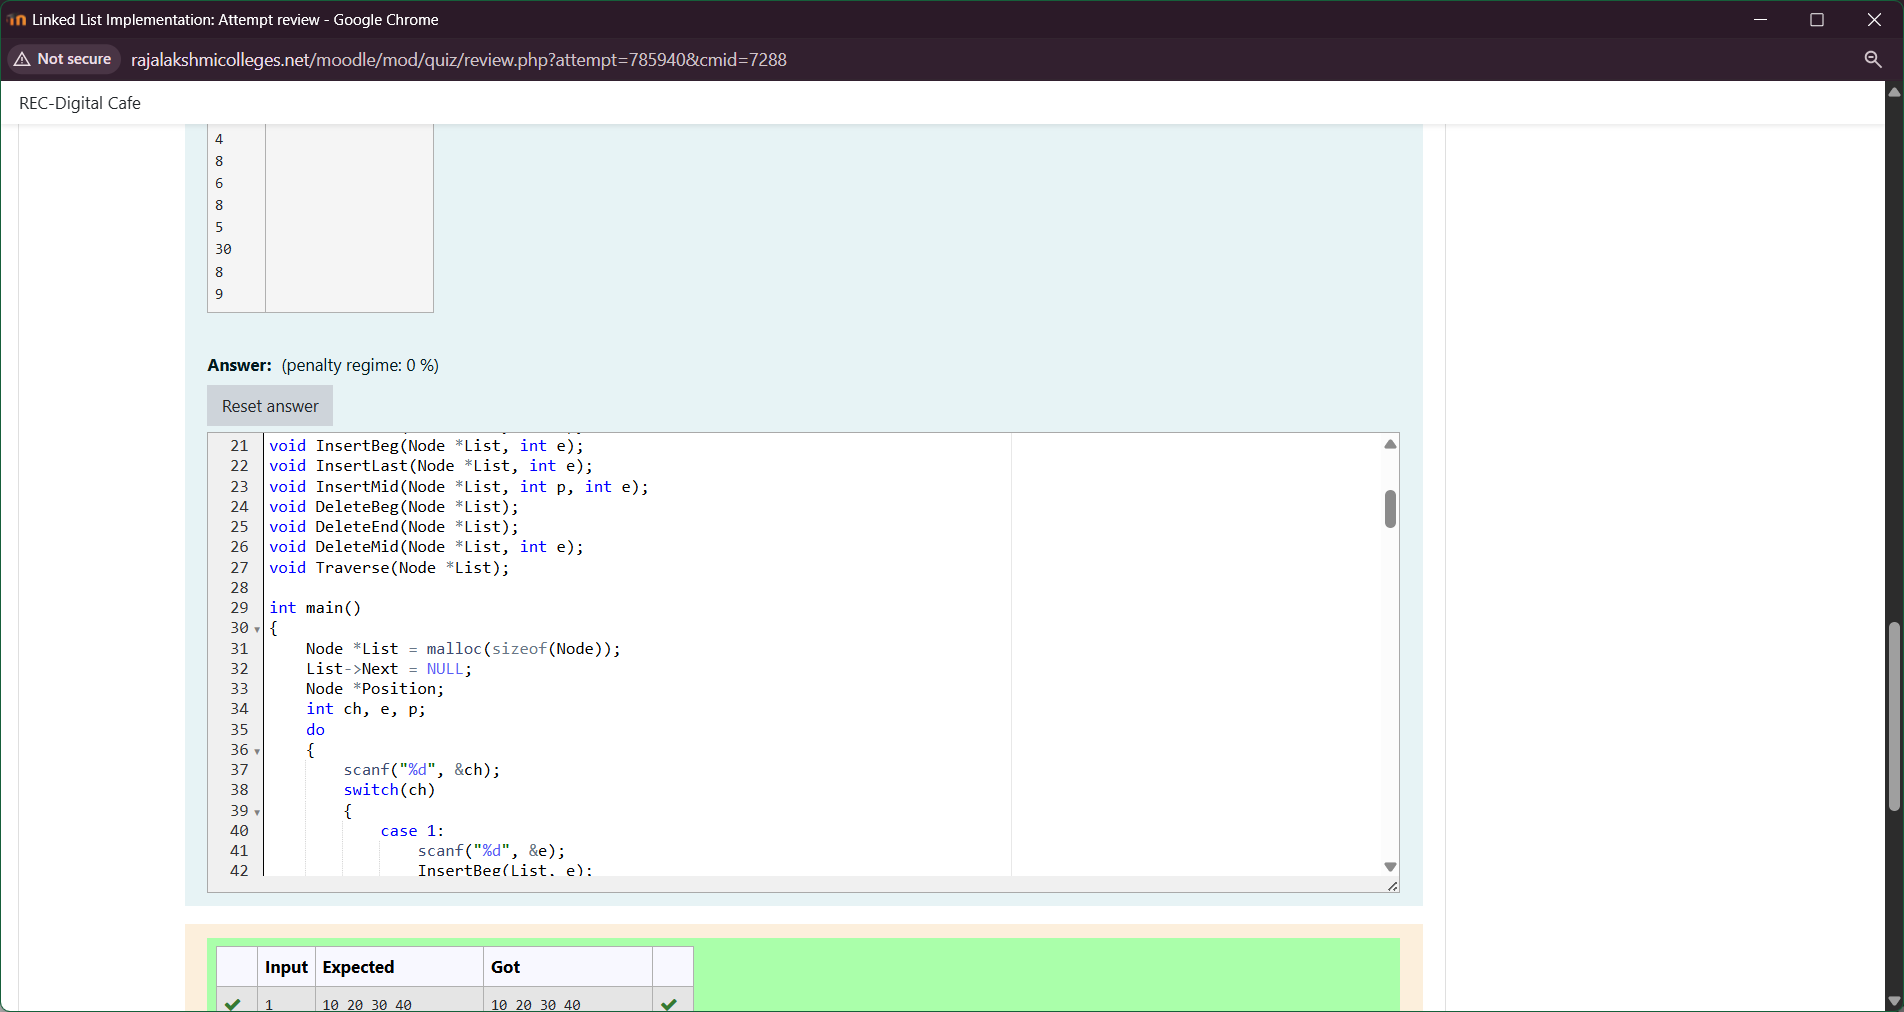 Linked List Implementation: Attempt review - Google Chrome
Not secure
rajalakshmicolleges.net/moodle/mod/quiz/review.php?attempt=785940&cmid=7288
REC-Digital Cafe
4
8
6
8
5
30
8
9
Answer: (penalty regime: 0 %)
Reset answer
21 void InsertBeg(Node *List, int e);
22 void InsertLast(Node *List, int e);
23 void InsertMid(Node *List, int p, int e);
24 void DeleteBeg(Node *List);
25 void DeleteEnd(Node *List);
26 void DeleteMid(Node *List, int e);
27 void Traverse(Node *List);
28
29 int main()
30 {
31 Node *List = malloc(sizeof(Node));
32 List->Next = NULL;
33 Node *Position;
34 int ch, e, p;
35 do
36 {
37 scanf("%d", &ch);
38 switch(ch)
39 {
40 case 1:
41 scanf("%d", &e);
42 InsertBeg(List, e);
Input Expected Got
1 10 20 30 40 10 20 30 40